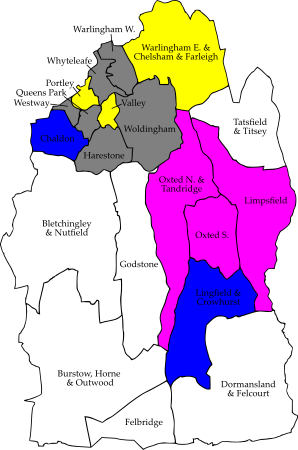 Warlingham W.
Warlingham E. &
Chelsham & Farleigh
Whyteleafe
Portley
Queens Park
Westway
Valley
Tatsfield
& Titsey
Woldingham
Chaldon
Harestone
Oxted N. &
Tandridge
Limpsfield
Bletchingley
& Nutfield
Oxted S.
Godstone
Lingfield &
Crowhurst
Burstow, Horne
& Outwood
Dormansland
& Felcourt
Felbridge